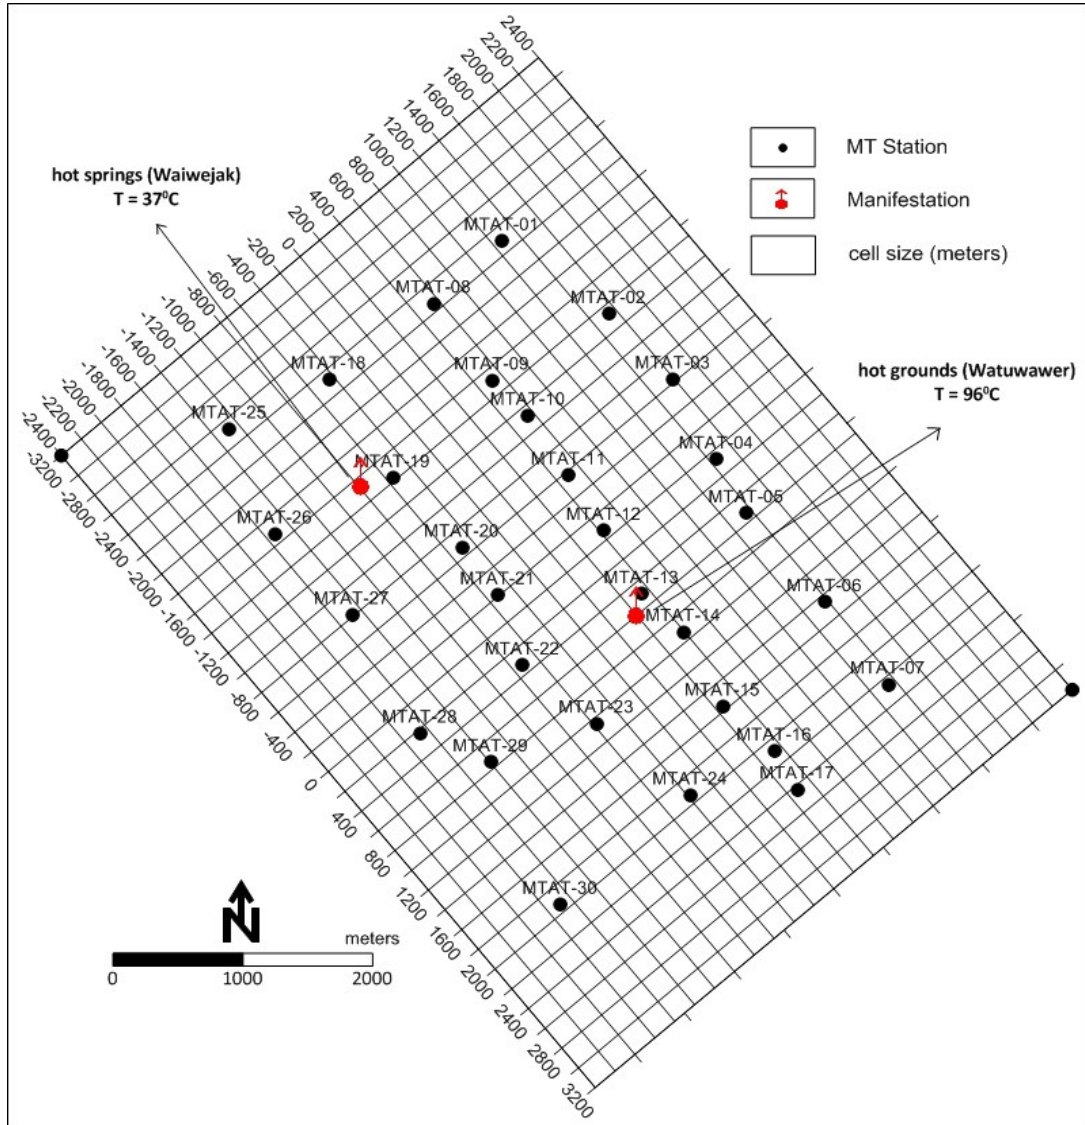 2400
2200
2000
1800
1600
1400
1200
1000
800
600
400
200
0
-200
-400
-600
-800
-1000
-1200
-1400
-1600
-1800
-2000
-2200
-2400
-3200
-2800
-2400
-2000
-1600
-1200
-800
-400
0
400
800
1200
1600
2000
2400
2800
3200
MT Station
Manifestation
cell size (meters)
hot springs (Waiwejak)
T = 37⁰C
hot grounds (Watuwawer)
T = 96⁰C
MTAT-01
MTAT-08
MTAT-02
MTAT-18
MTAT-09
MTAT-03
MTAT-10
MTAT-25
MTAT-04
MTAT-11
MTAT-19
MTAT-05
MTAT-12
MTAT-26
MTAT-20
MTAT-21
MTAT-13
MTAT-06
MTAT-27
MTAT-14
MTAT-22
MTAT-07
MTAT-15
MTAT-28
MTAT-23
MTAT-16
MTAT-29
MTAT-17
MTAT-24
MTAT-30
N
meters
0 1000 2000